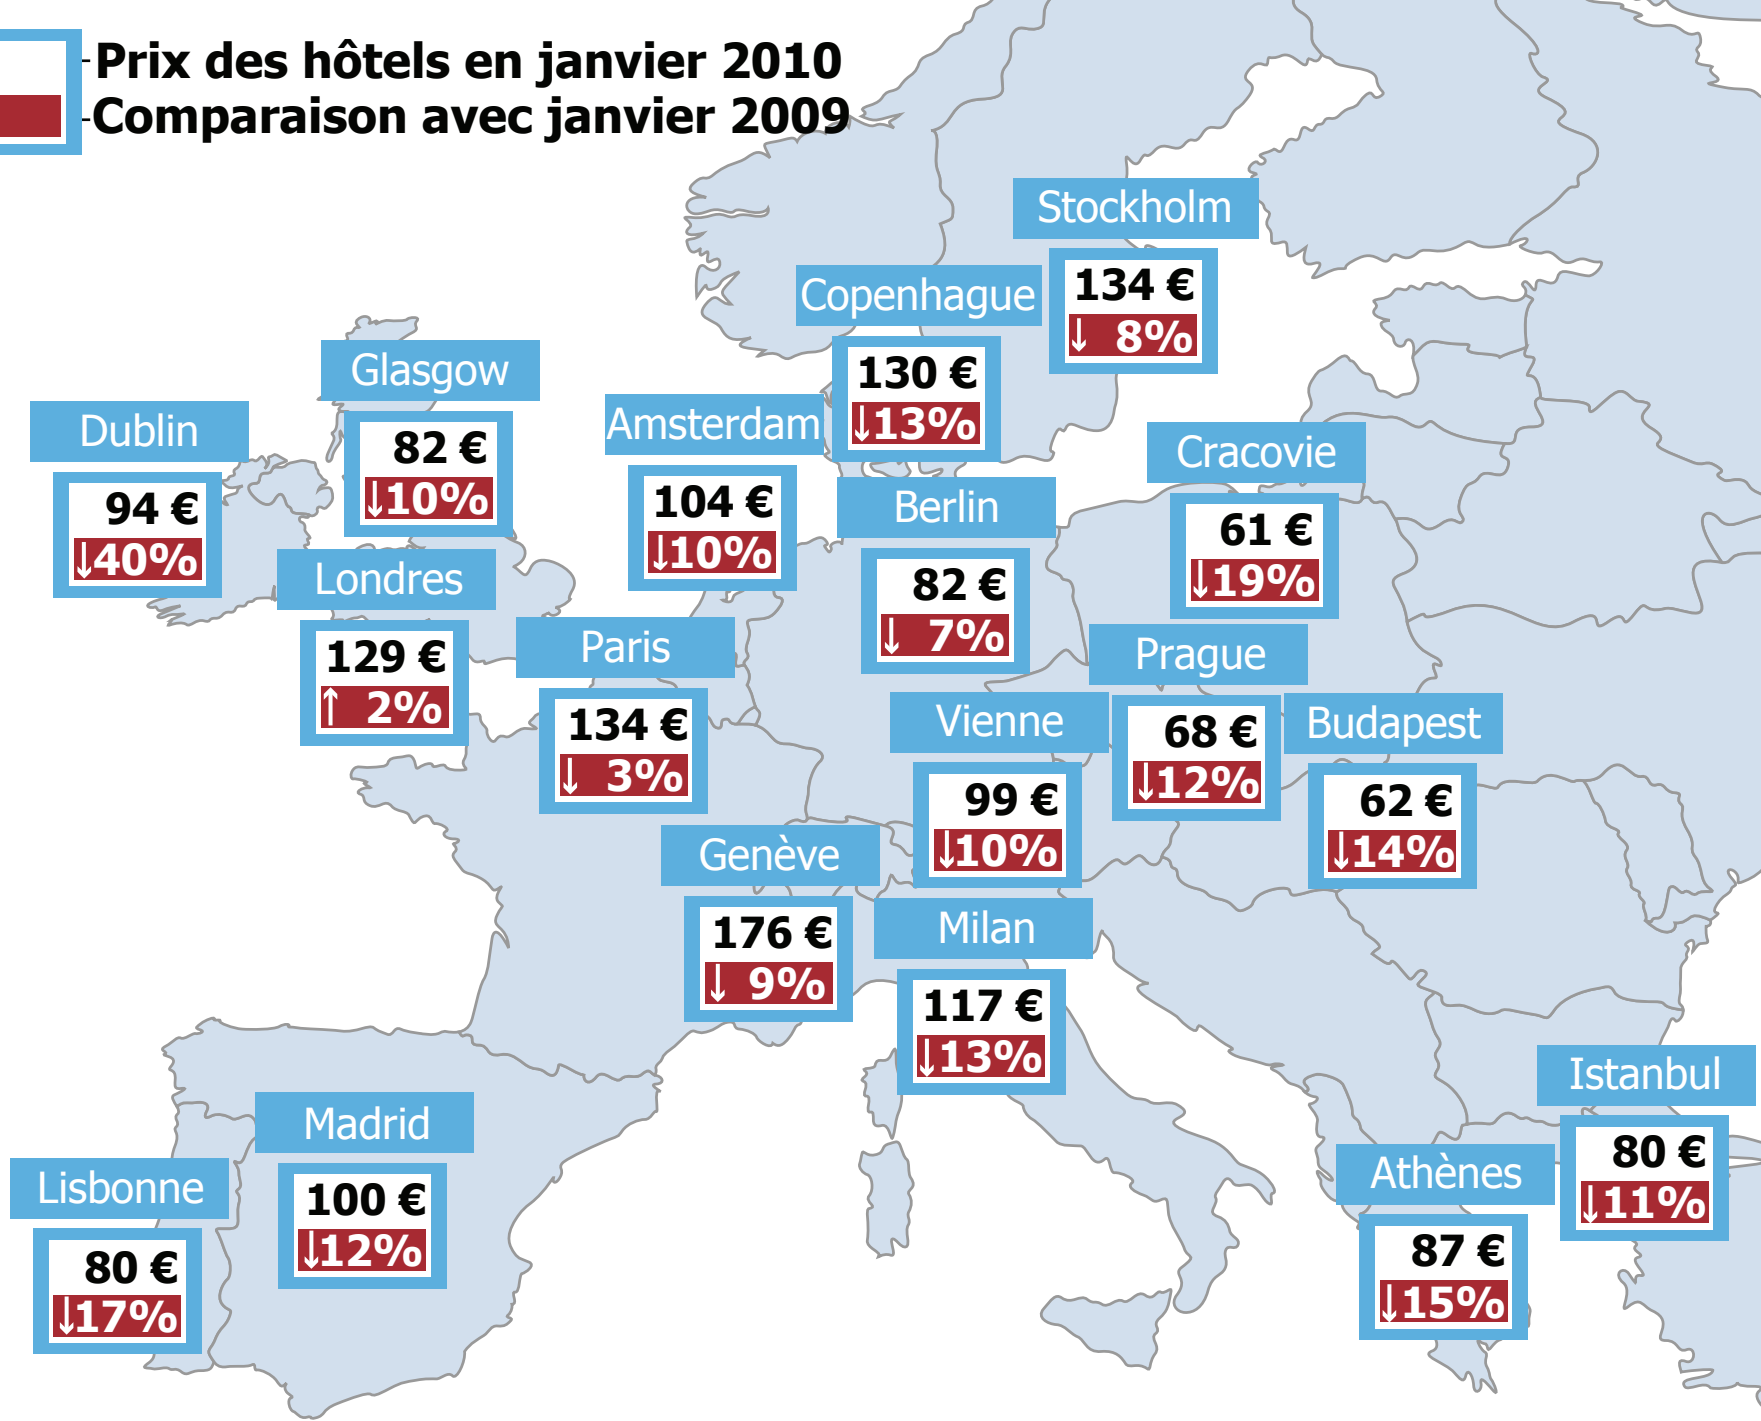 Prix des hôtels en janvier 2010
Comparaison avec janvier 2009
Stockholm
134 €
↓ 8%
Copenhague
130 €
↓13%
Glasgow
82 €
↓10%
Dublin
94 €
↓40%
Amsterdam
104 €
↓10%
Cracovie
61 €
↓19%
Berlin
82 €
↓ 7%
Londres
129 €
↑ 2%
Paris
134 €
↓ 3%
Prague
68 €
↓12%
Vienne
99 €
↓10%
Budapest
62 €
↓14%
Genève
176 €
↓ 9%
Milan
117 €
↓13%
Istanbul
80 €
↓11%
Madrid
100 €
↓12%
Athènes
87 €
↓15%
Lisbonne
80 €
↓17%